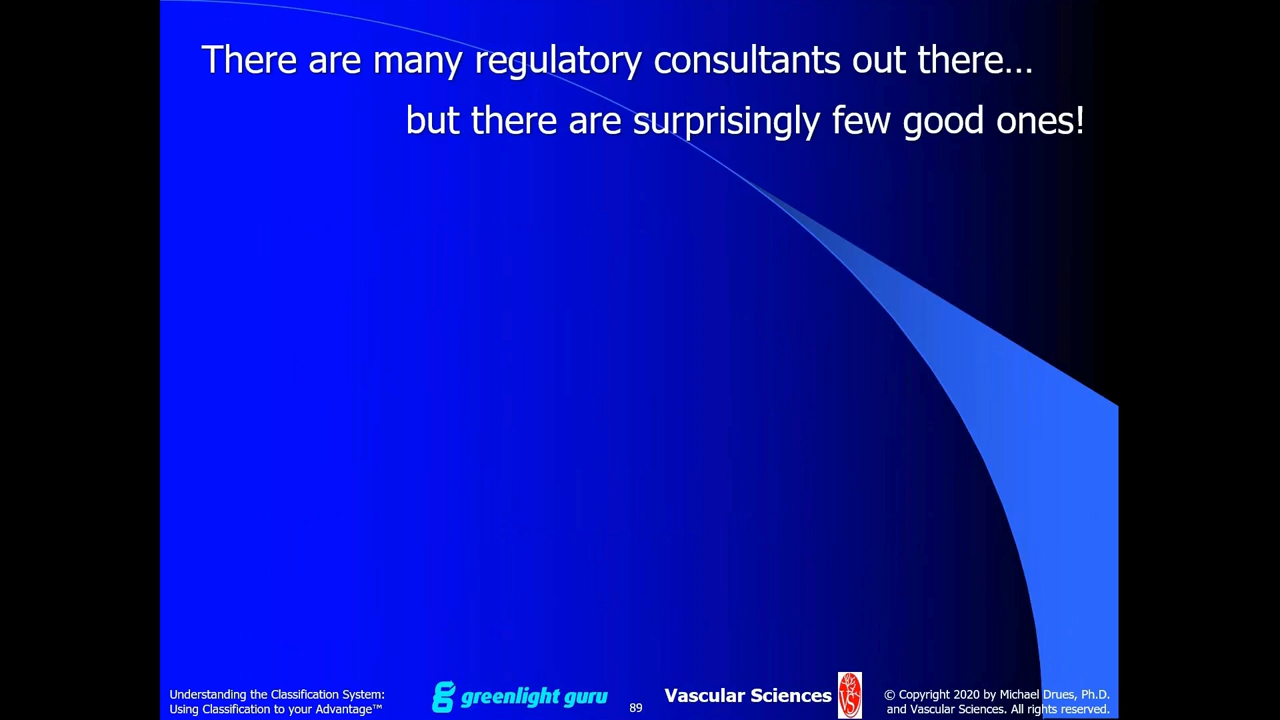 There are many regulatory consultants out there...
but there are surprisingly few good ones!
Understanding the Classification System:
Using Classification to your Advantage™
greenlight guru
89
Vascular Sciences
VS
© Copyright 2020 by Michael Drues, Ph.D.
and Vascular Sciences. All rights reserved.